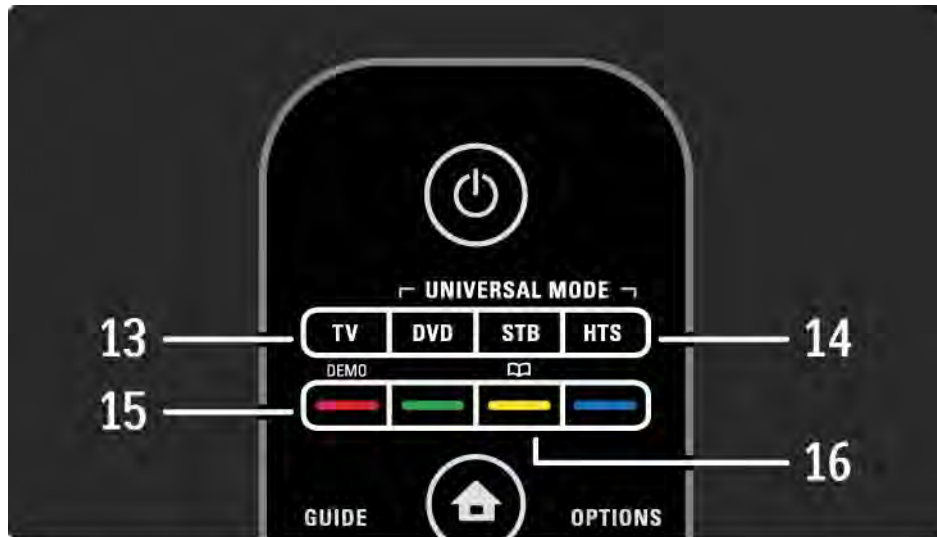 UNIVERSAL MODE
13 TV DVD STB HTS 14
DEMO
15
16
GUIDE OPTIONS